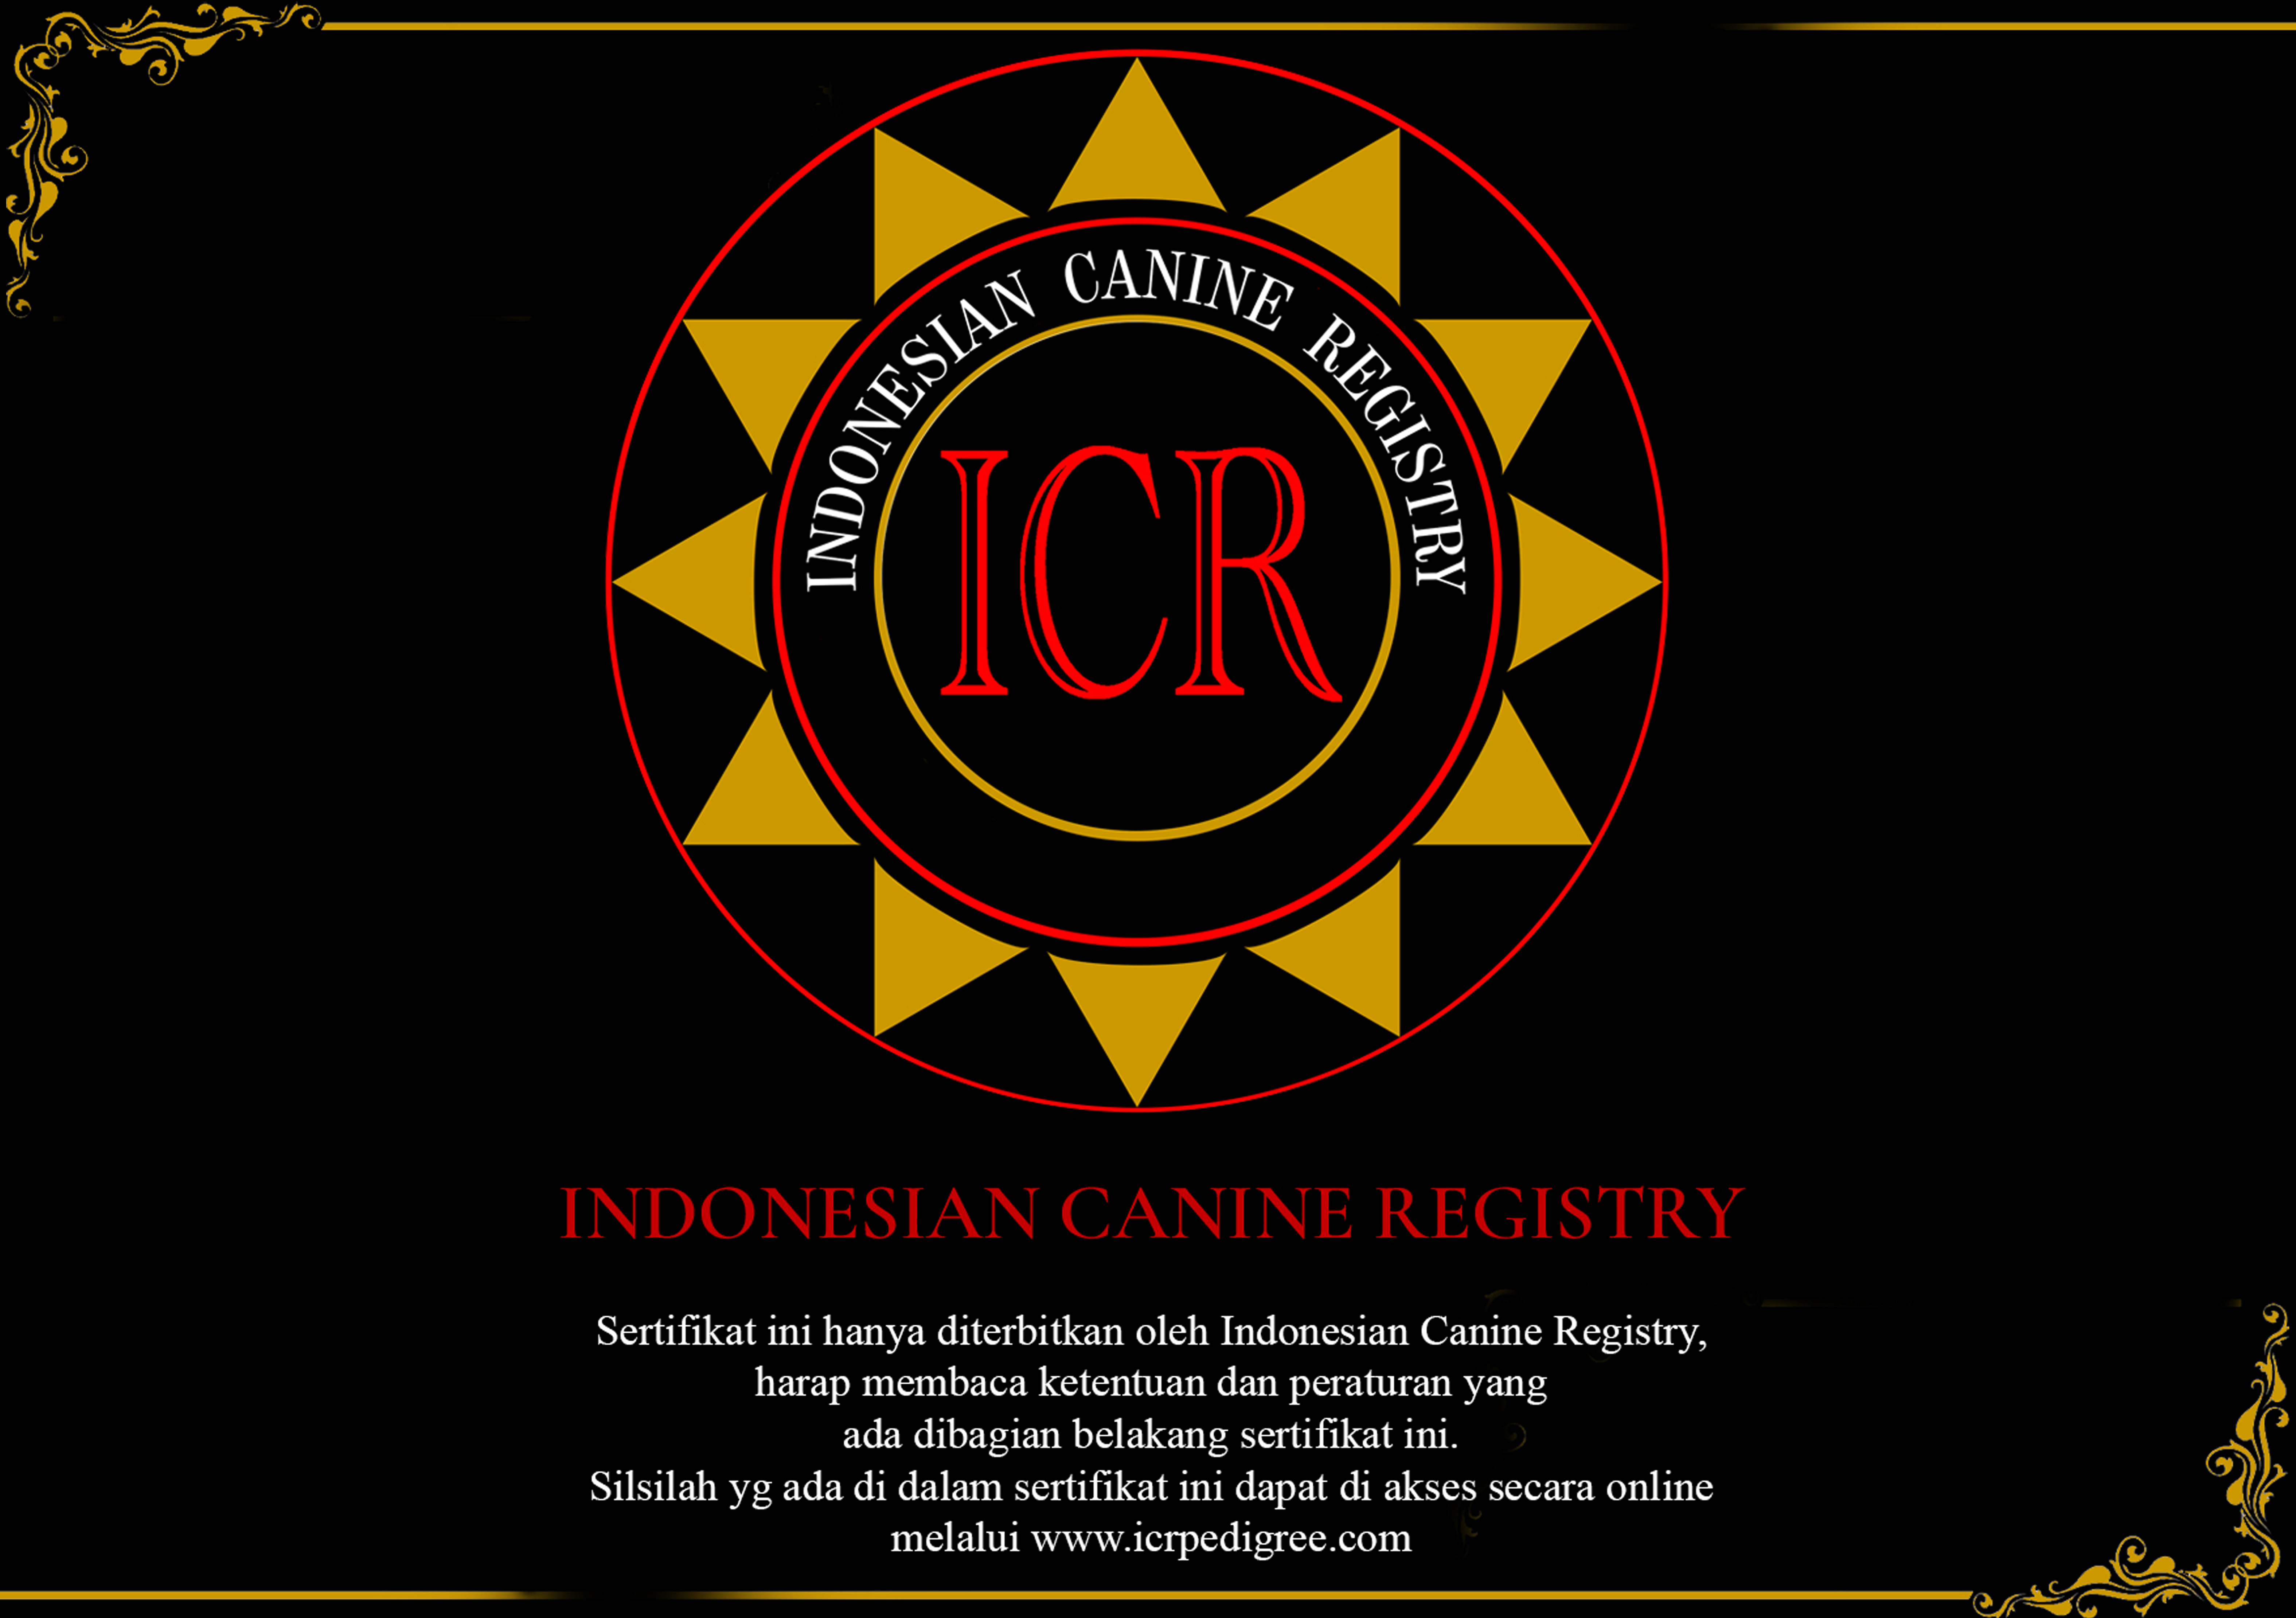 INDONESIAN CANINE REGISTRY
ICR
INDONESIAN CANINE REGISTRY
Sertifikat ini hanya diterbitkan oleh Indonesian Canine Registry,
harap membaca ketentuan dan peraturan yang
ada dibagian belakang sertifikat ini.
Silsilah yg ada di dalam sertifikat ini dapat di akses secara online
melalui www.icrpedigree.com